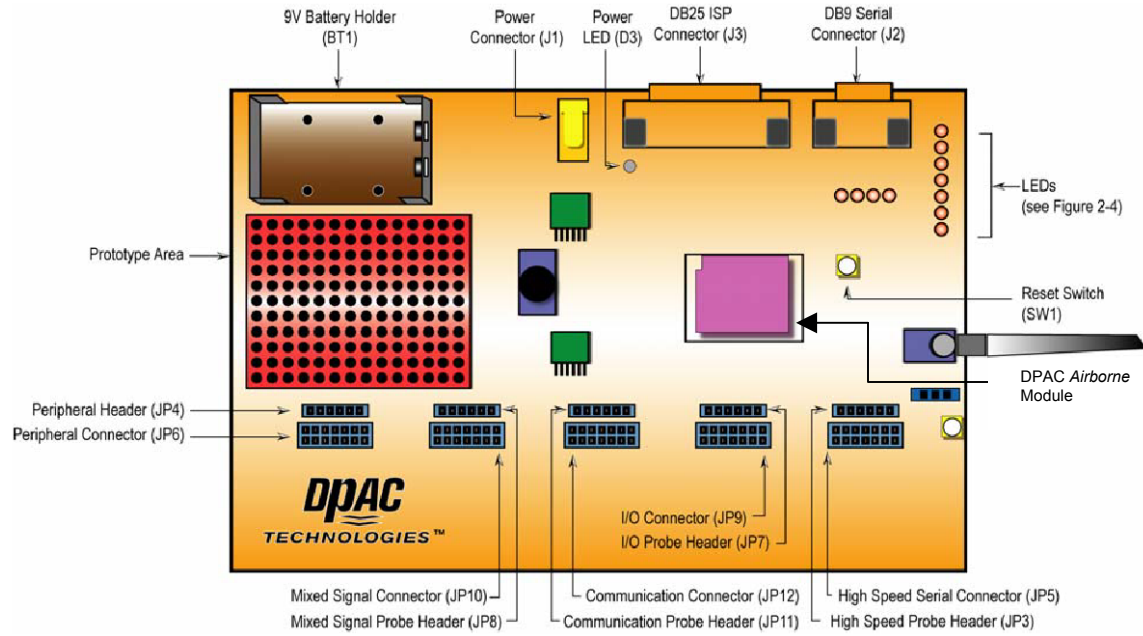 9V Battery Holder
(BT1)
Power
Connector (J1)
Power
LED (D3)
DB25 ISP
Connector (J3)
DB9 Serial
Connector (J2)
LEDs
(see Figure 2-4)
Prototype Area
Reset Switch
(SW1)
DPAC Airborne
Module
Peripheral Header (JP4)
Peripheral Connector (JP6)
DPAC
TECHNOLOGIES™
I/O Connector (JP9)
I/O Probe Header (JP7)
Mixed Signal Connector (JP10)
Mixed Signal Probe Header (JP8)
Communication Connector (JP12)
Communication Probe Header (JP11)
High Speed Serial Connector (JP5)
High Speed Probe Header (JP3)